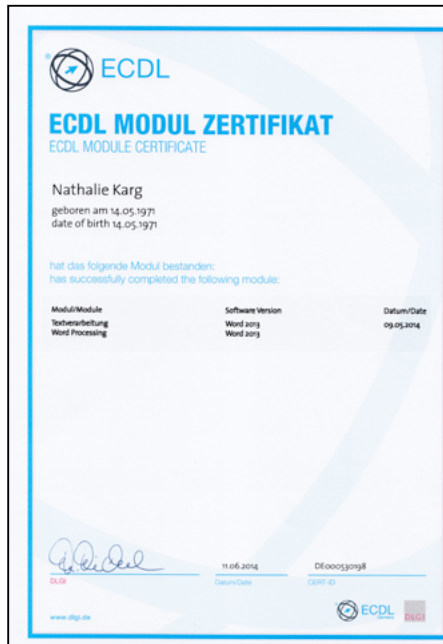 ECDL
ECDL MODUL ZERTIFIKAT
ECDL MODULE CERTIFICATE
Nathalie Karg
geboren am 14.05.1971
date of birth 14.05.1971
hat das folgende Modul bestanden:
has successfully completed the following module:
Modul/Module Software Version Datum/Date
Textverarbeitung Word 2013 09.05.2014
Word Processing Word 2013
11.06.2014 DE000530198
DLGI Datum/Date CERT-ID
www.dlgi.de ECDL DLGI